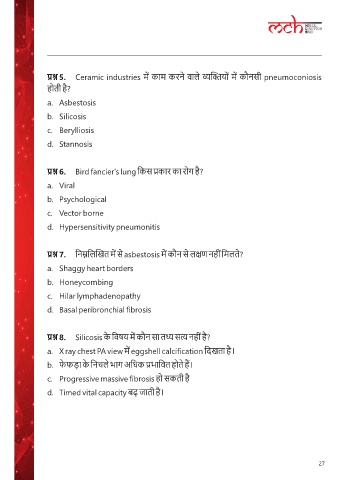 mch
प्रश्न 5. Ceramic industries में काम करने वाले व्यक्तियों में कौनसी pneumoconiosis
होती है?
a. Asbestosis
b. Silicosis
c. Berylliosis
d. Stannosis
प्रश्न 6. Bird fancier's lung किस प्रकार का रोग है?
a. Viral
b. Psychological
c. Vector borne
d. Hypersensitivity pneumonitis
प्रश्न 7. निम्नलिखित में से asbestosis में कौन से लक्षण नहीं मिलते?
a. Shaggy heart borders
b. Honeycombing
c. Hilar lymphadenopathy
d. Basal peribronchial fibrosis
प्रश्न 8. Silicosis के विषय में कौन सा तथ्य सत्य नहीं है?
a. X ray chest PA view में eggshell calcification दिखता है।
b. फेफड़ा के निचले भाग अधिक प्रभावित होते हैं।
c. Progressive massive fibrosis हो सकती है
d. Timed vital capacity बढ़ जाती है।
27